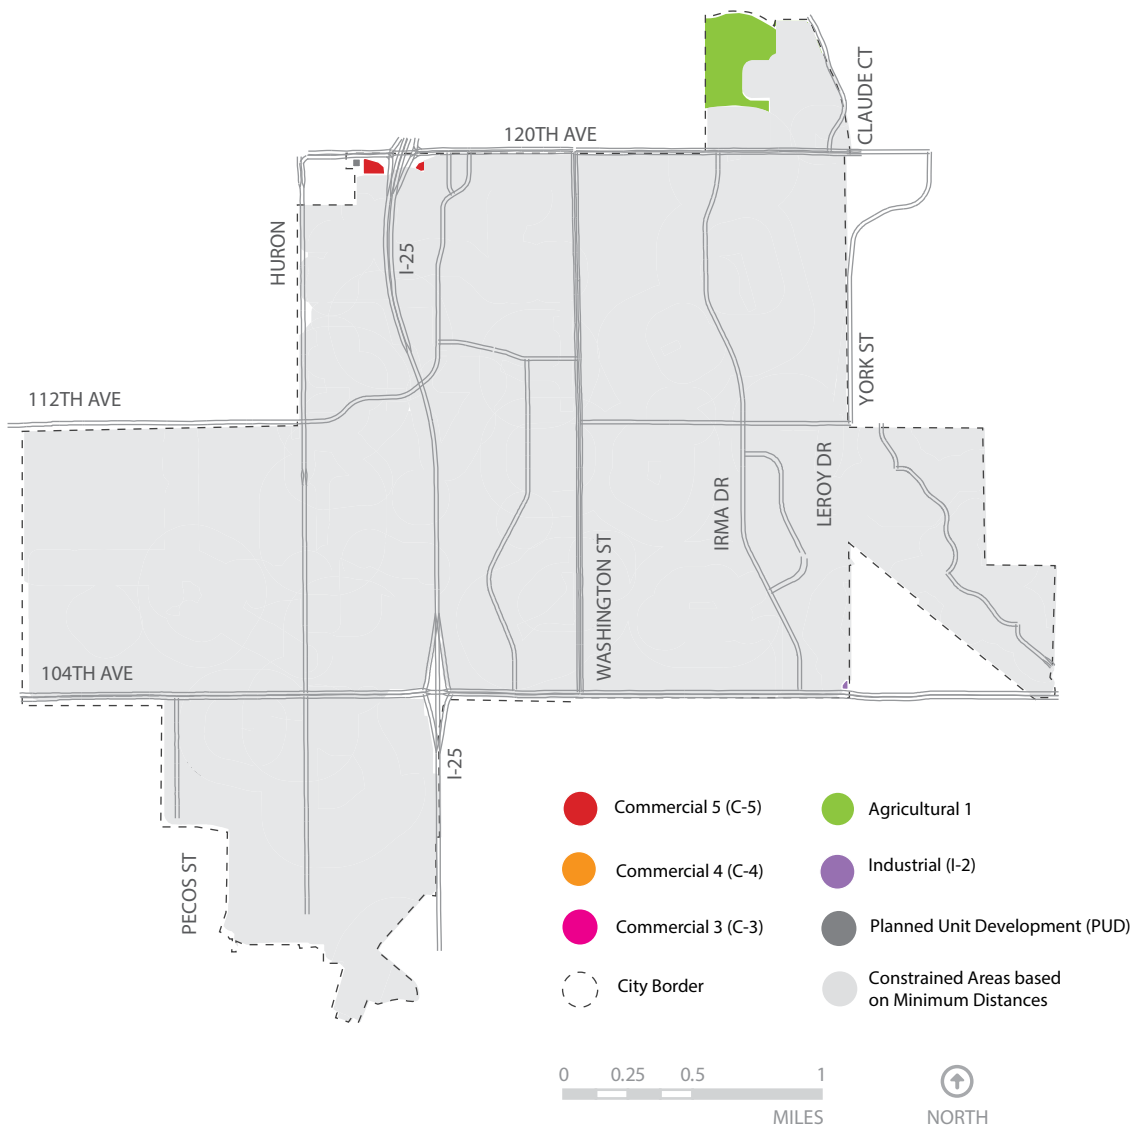 CLAUDE CT
120TH AVE
HURON
I-25
YORK ST
112TH AVE
LEROY DR
IRMA DR
WASHINGTON ST
104TH AVE
I-25
PECOS ST
Commercial 5 (C-5)
Commercial 4 (C-4)
Commercial 3 (C-3)
City Border
Agricultural 1
Industrial (I-2)
Planned Unit Development (PUD)
Constrained Areas based
on Minimum Distances
0 0.25 0.5 1
MILES
NORTH